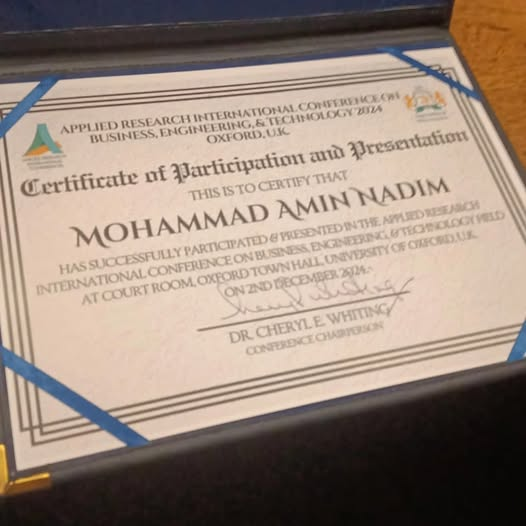 APPLIED RESEARCH INTERNATIONAL CONFERENCE ON
BUSINESS, ENGINEERING, & TECHNOLOGY 2024
OXFORD, U.K.
Certificate of Participation and Presentation
THIS IS TO CERTIFY THAT
MOHAMMAD AMIN NADIM
HAS SUCCESSFULLY PARTICIPATED & PRESENTED IN THE APPLIED RESEARCH
INTERNATIONAL CONFERENCE ON BUSINESS, ENGINEERING, & TECHNOLOGY HELD
AT COURT ROOM, OXFORD TOWN HALL, UNIVERSITY OF OXFORD, U.K.
ON 2ND DECEMBER 2024.
DR. CHERYL E. WHITING
CONFERENCE CHAIRPERSON